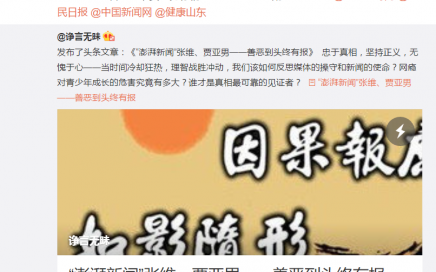 民日报 @中国新闻网 @健康山东
@诤言无昧
发布了头条文章：《“澎湃新闻”张维、贾亚男——善恶到头终有报》 忠于真相，坚持正义，无
愧于心——当时间冷却狂热，理智战胜冲动，我们该如何反思媒体的操守和新闻的使命？网瘾
对青少年成长的危害究竟有多大？谁才是真相最可靠的见证者？ “澎湃新闻”张维、贾亚男
——善恶到头终有报
因果報應
如影隨形
诤言无昧
“澎湃新闻”张维、贾亚男——善恶到头终有报